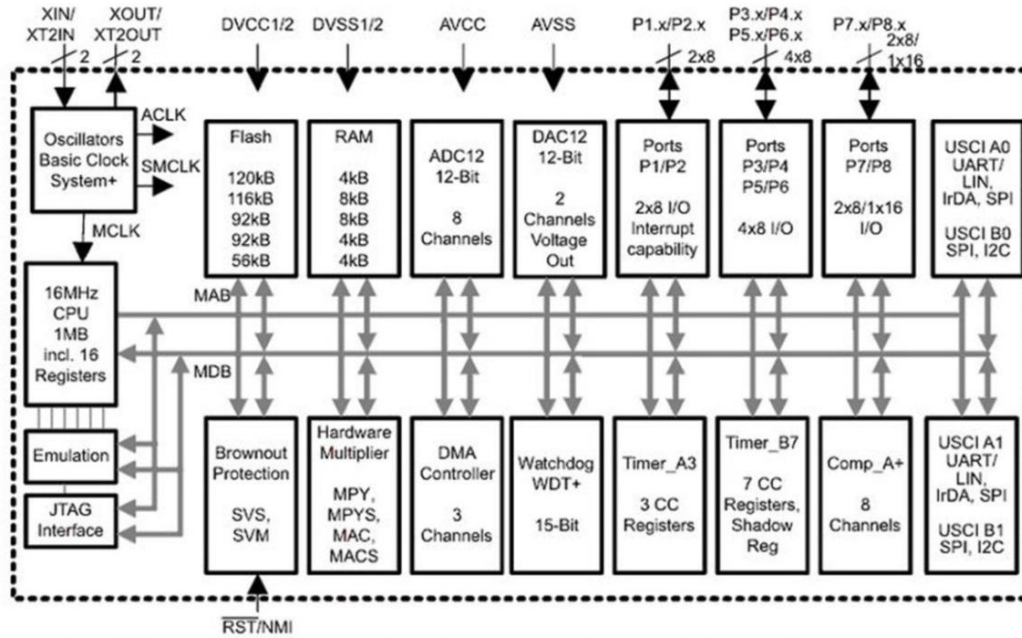 XIN/
XT2IN
2
XOUT/
XT2OUT
2
DVCC1/2
DVSS1/2
AVCC
AVSS
P1.x/P2.x
2x8
P3.x/P4.x
P5.x/P6.x
4x8
P7.x/P8.x
2x8/
1x16
Oscillators
Basic Clock
System+
ACLK
SMCLK
MCLK
Flash
120kB
116kB
92kB
92kB
56kB
RAM
4kB
8kB
8kB
4kB
4kB
ADC12
12-Bit
8
Channels
DAC12
12-Bit
2
Channels
Voltage
Out
Ports
P1/P2
2x8 I/O
Interrupt
capability
Ports
P3/P4
P5/P6
4x8 I/O
Ports
P7/P8
2x8/1x16
I/O
USCI A0
UART/
LIN,
IrDA, SPI
USCI B0
SPI, I2C
16MHz
CPU
1MB
incl. 16
Registers
MAB
MDB
Emulation
JTAG
Interface
Brownout
Protection
SVS,
SVM
Hardware
Multiplier
MPY,
MPYS,
MAC,
MACS
DMA
Controller
3
Channels
Watchdog
WDT+
15-Bit
Timer_A3
3 CC
Registers
Timer_B7
7 CC
Registers,
Shadow
Reg
Comp_A+
8
Channels
USCI A1
UART/
LIN,
IrDA, SPI
USCI B1
SPI, I2C
RST/NMI